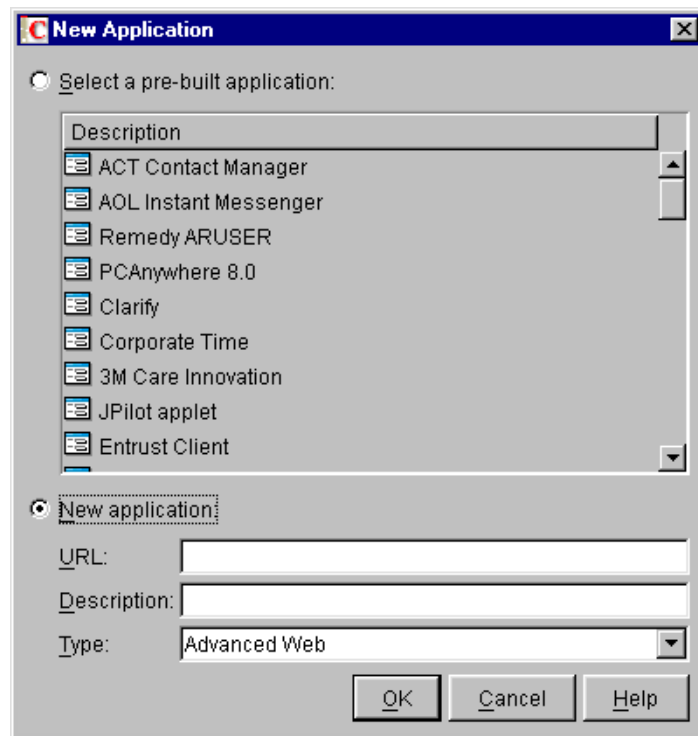 C New Application
Select a pre-built application:
Description
ACT Contact Manager
AOL Instant Messenger
Remedy ARUSER
PCAnywhere 8.0
Clarify
Corporate Time
3M Care Innovation
JPilot applet
Entrust Client
New application:
URL:
Description:
Type: Advanced Web
OK Cancel Help